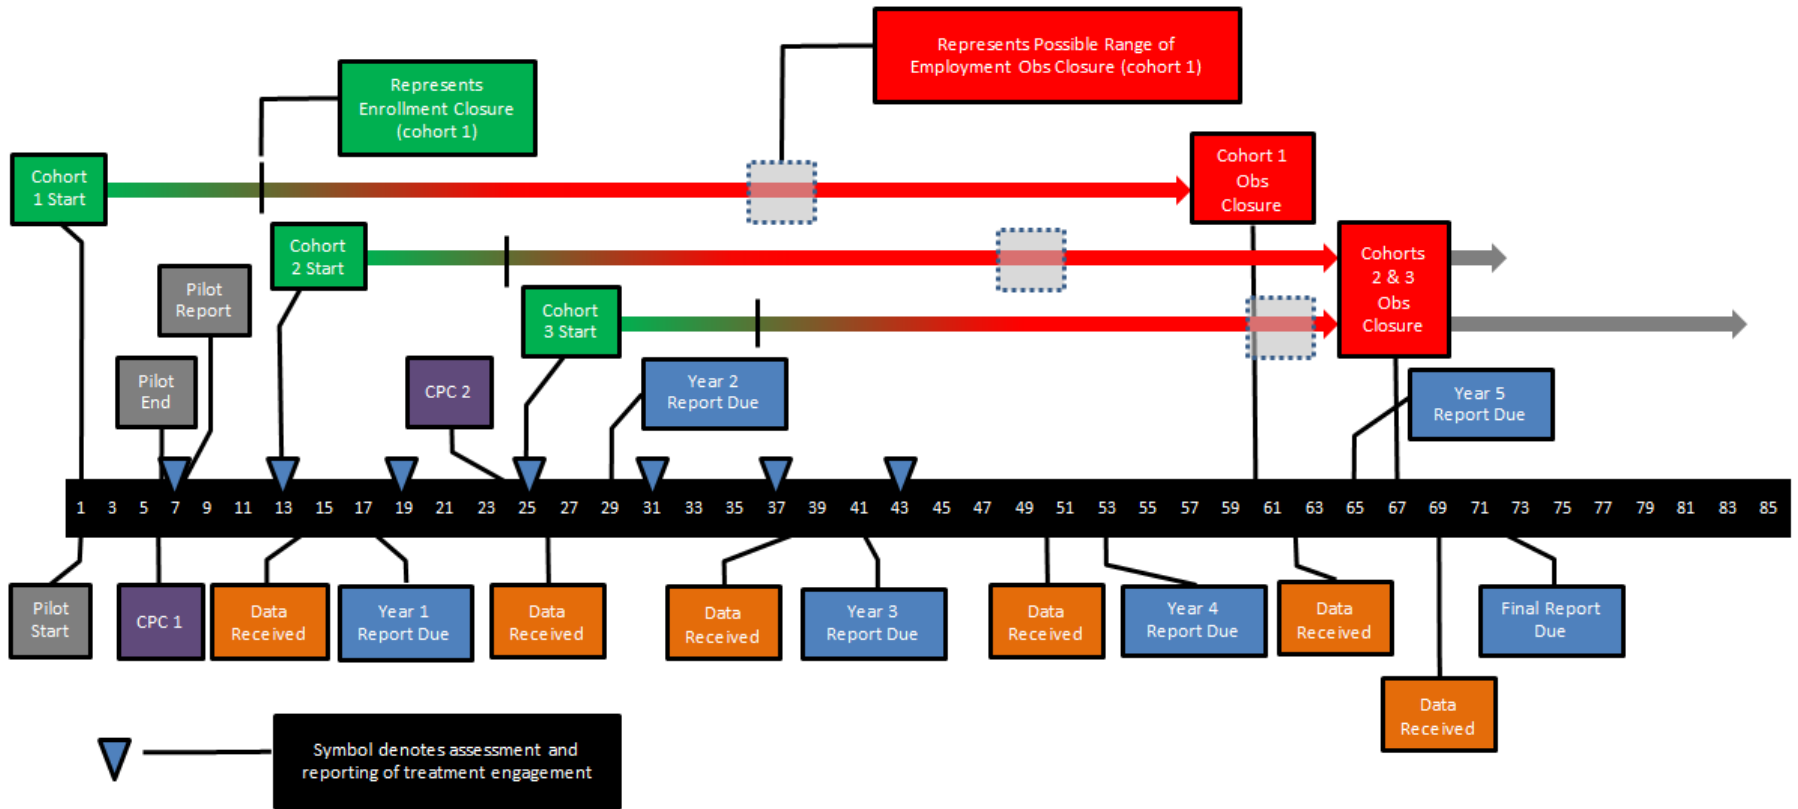 Represents Possible Range of
Employment Obs Closure (cohort 1)
Represents
Enrollment Closure
(cohort 1)
Cohort
1 Start
Cohort 1
Obs
Closure
Cohort
2 Start
Cohorts
2 & 3
Obs
Closure
Pilot
Report
Cohort
3 Start
Pilot
End
CPC 2
Year 2
Report Due
Year 5
Report Due
1 3 5 7 9 11 13 15 17 19 21 23 25 27 29 31 33 35 37 39 41 43 45 47 49 51 53 55 57 59 61 63 65 67 69 71 73 75 77 79 81 83 85
Pilot
Start
CPC 1
Data
Received
Year 1
Report Due
Data
Received
Data
Received
Year 3
Report Due
Data
Received
Year 4
Report Due
Data
Received
Final Report
Due
Data
Received
Symbol denotes assessment and
reporting of treatment engagement